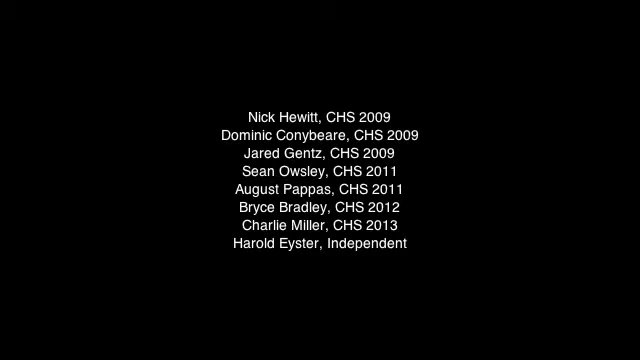 Nick Hewitt, CHS 2009
Dominic Conybeare, CHS 2009
Jared Gentz, CHS 2009
Sean Owsley, CHS 2011
August Pappas, CHS 2011
Bryce Bradley, CHS 2012
Charlie Miller, CHS 2013
Harold Eyster, Independent